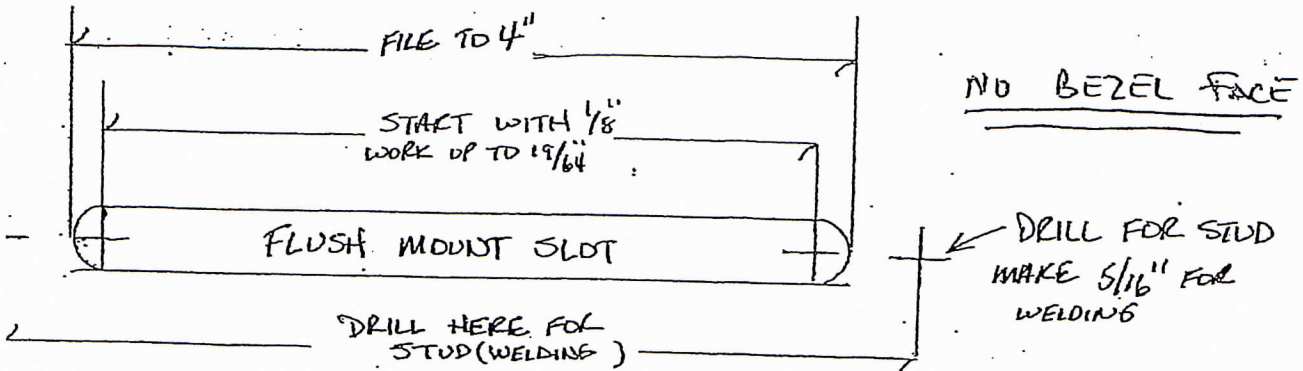 FILE TO 4"
NO BEZEL FACE
START WITH 1/8"
WORK UP TO 19/64"
FLUSH MOUNT SLOT
DRILL FOR STUD
MAKE 5/16" FOR
WELDING
DRILL HERE FOR
STUD (WELDING)